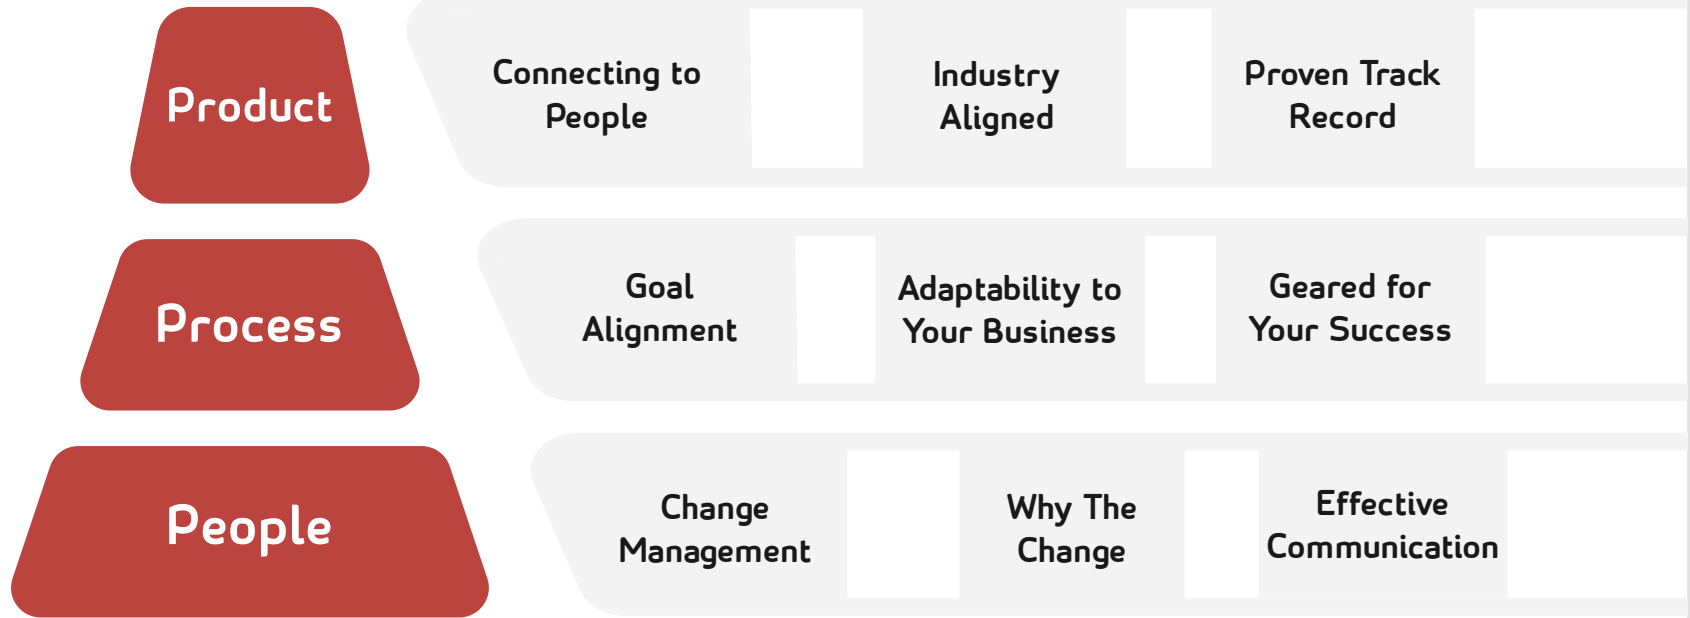 Product
Connecting to
People
Industry
Aligned
Proven Track
Record
Process
Goal
Alignment
Adaptability to
Your Business
Geared for
Your Success
People
Change
Management
Why The
Change
Effective
Communication